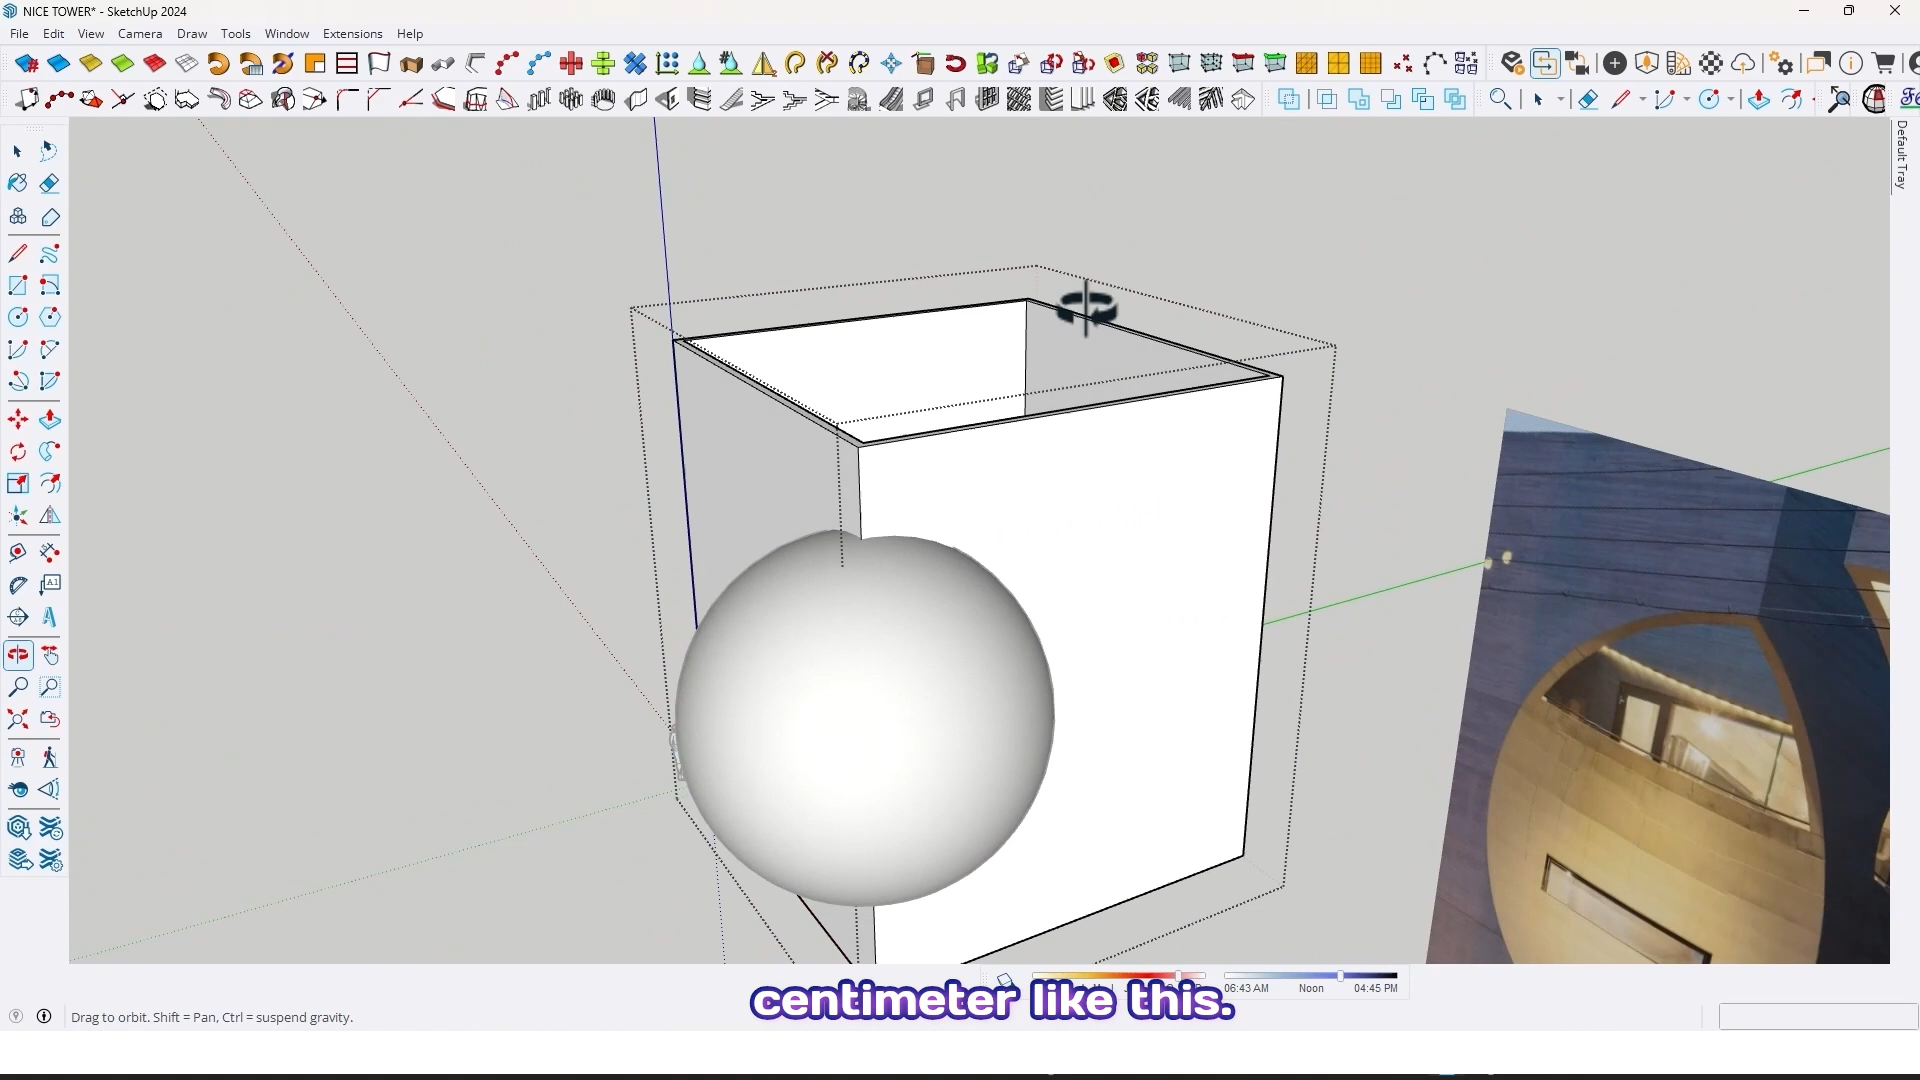 NICE TOWER* - SketchUp 2024
File Edit View Camera Draw Tools Window Extensions Help
Default Tray
A1
06:43 AM Noon 04:45 PM
centimeter like this.
Drag to orbit. Shift = Pan, Ctrl = suspend gravity.